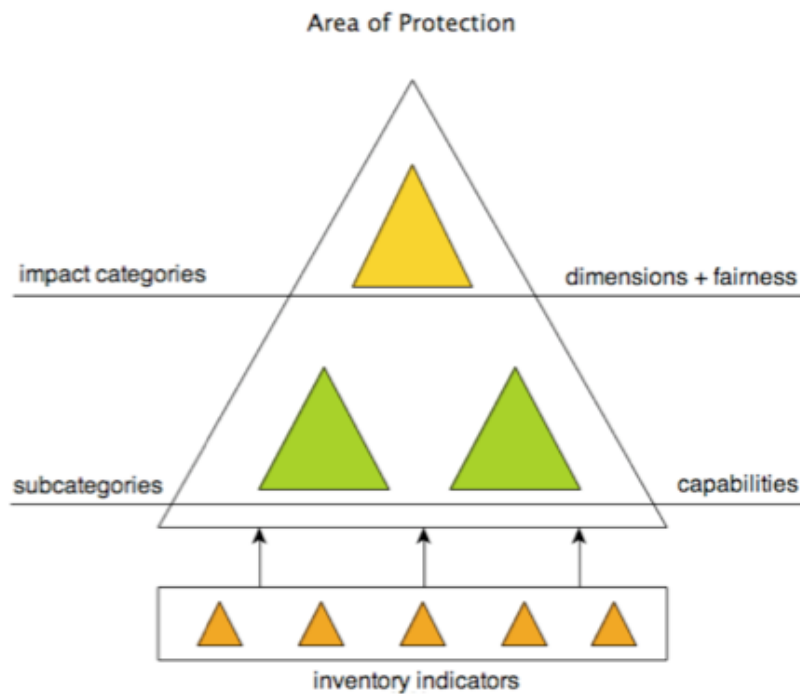 Area of Protection
impact categories
dimensions + fairness
subcategories
capabilities
inventory indicators